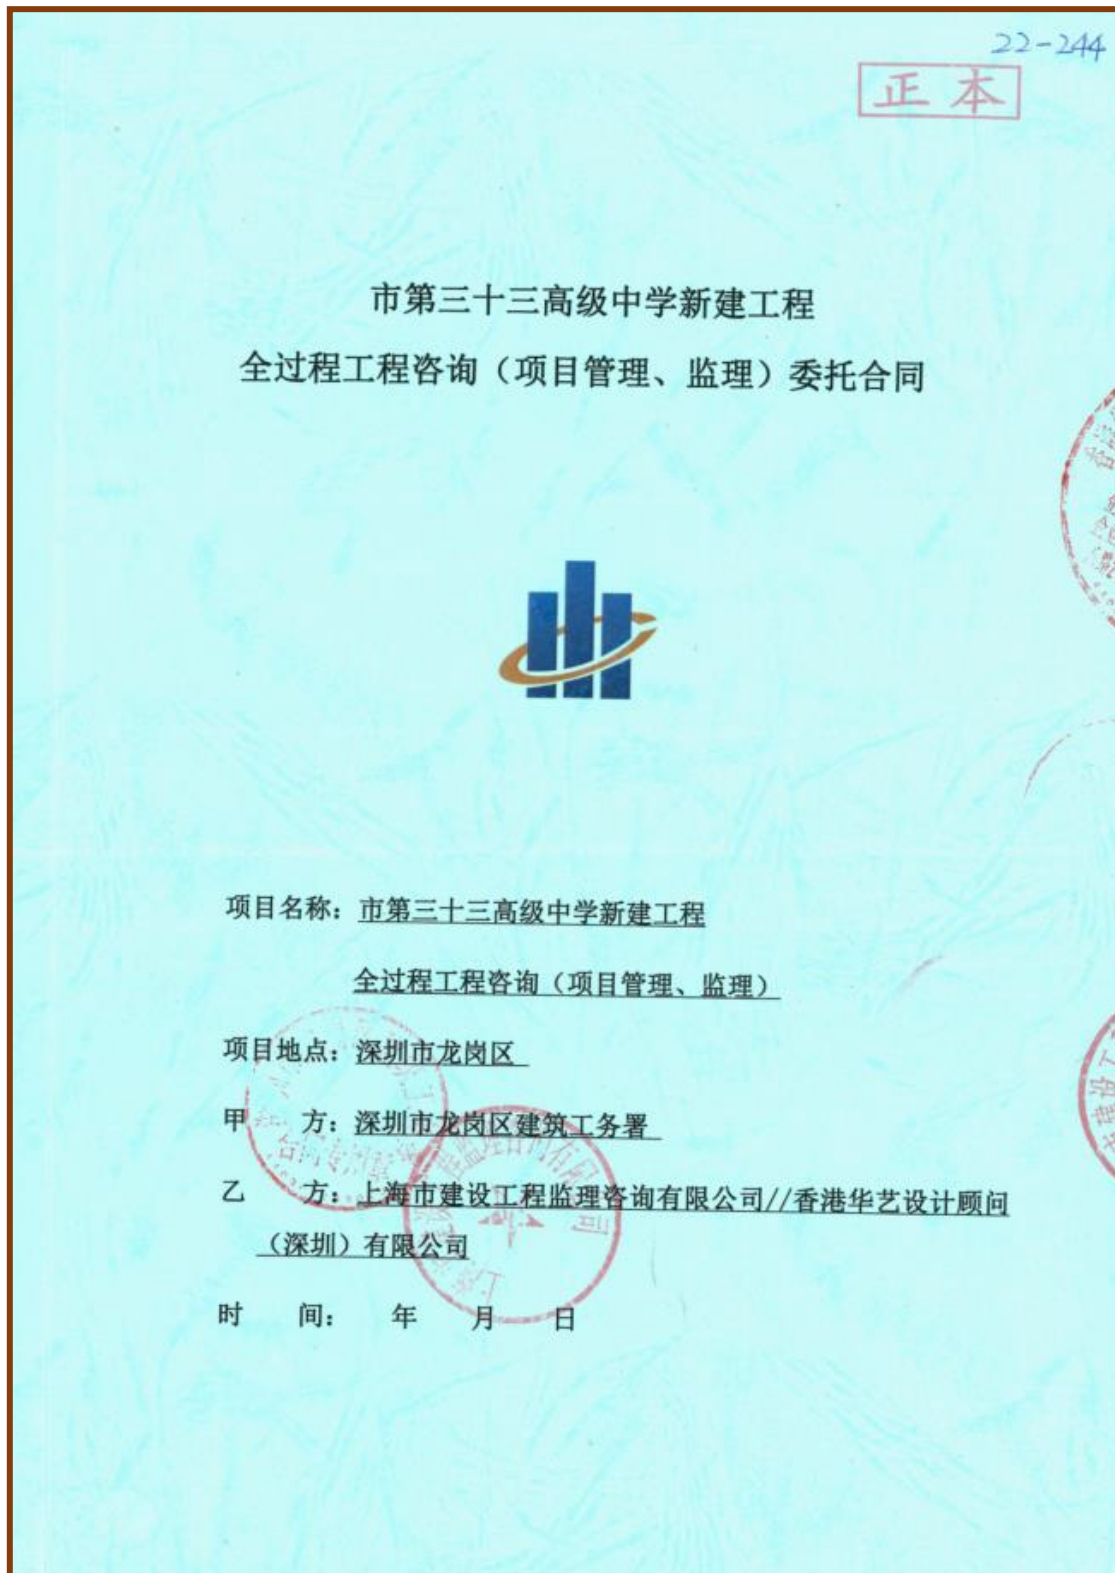 22-244
正本
市第三十三高级中学新建工程
全过程工程咨询（项目管理、监理）委托合同
项目名称：市第三十三高级中学新建工程
全过程工程咨询（项目管理、监理）
项目地点：深圳市龙岗区
甲 方：深圳市龙岗区建筑工务署
乙 方：上海市建设工程监理咨询有限公司//香港华艺设计顾问
（深圳）有限公司
时 间： 年 月 日